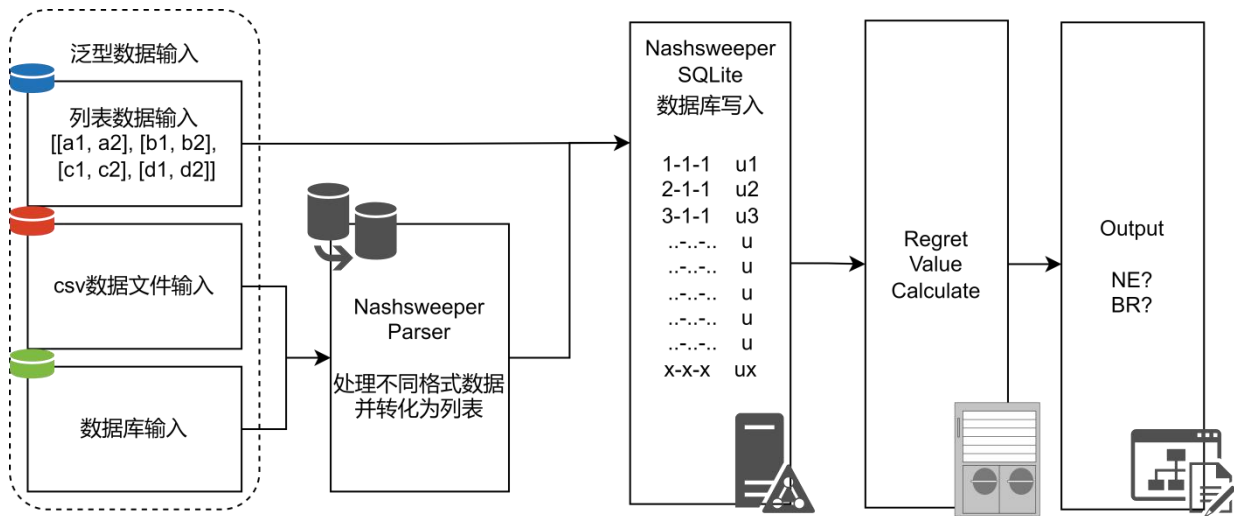 泛型数据输入
列表数据输入
[[a1, a2], [b1, b2],
[c1, c2], [d1, d2]]
csv数据文件输入
数据库输入
Nashsweeper
Parser
处理不同格式数据
并转化为列表
Nashsweeper
SQLite
数据库写入
1-1-1 u1
2-1-1 u2
3-1-1 u3
..-..-.. u
..-..-.. u
..-..-.. u
..-..-.. u
..-..-.. u
x-x-x ux
Regret
Value
Calculate
Output
NE?
BR?